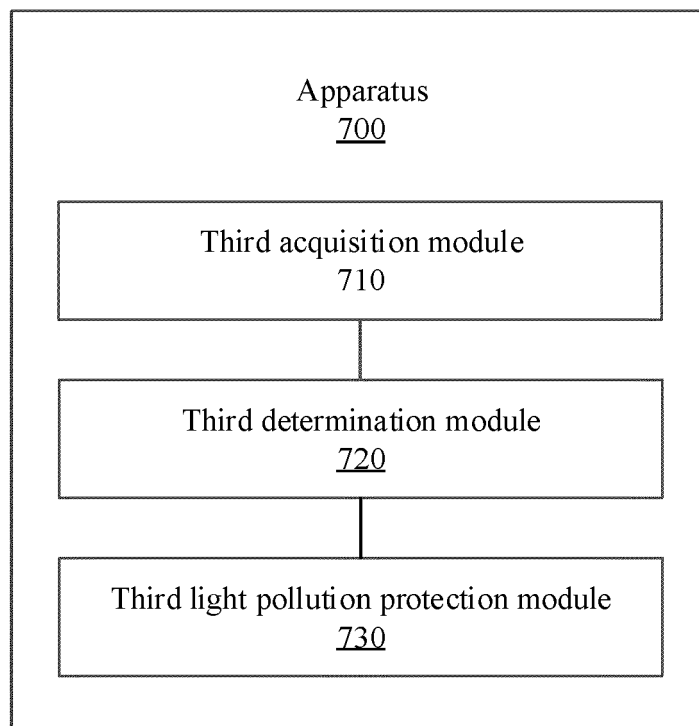 Apparatus
700
Third acquisition module
710
Third determination module
720
Third light pollution protection module
730